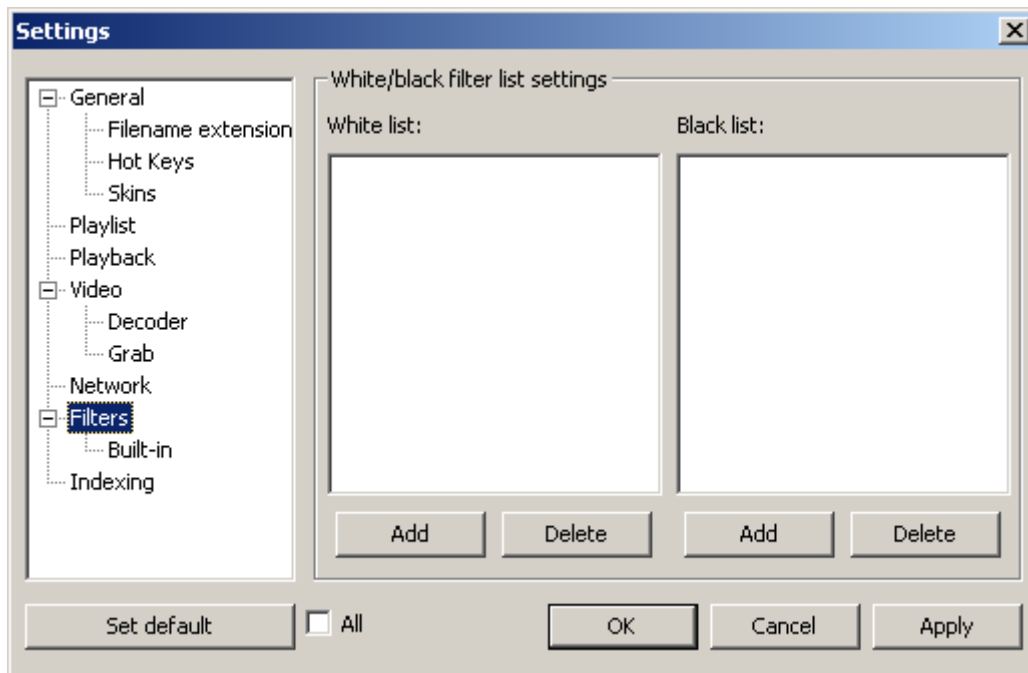 Settings
General
Filename extension
Hot Keys
Skins
Playlist
Playback
Video
Decoder
Grab
Network
Filters
Built-in
Indexing
White/black filter list settings
White list: Black list:
Add Delete Add Delete
Set default All OK Cancel Apply